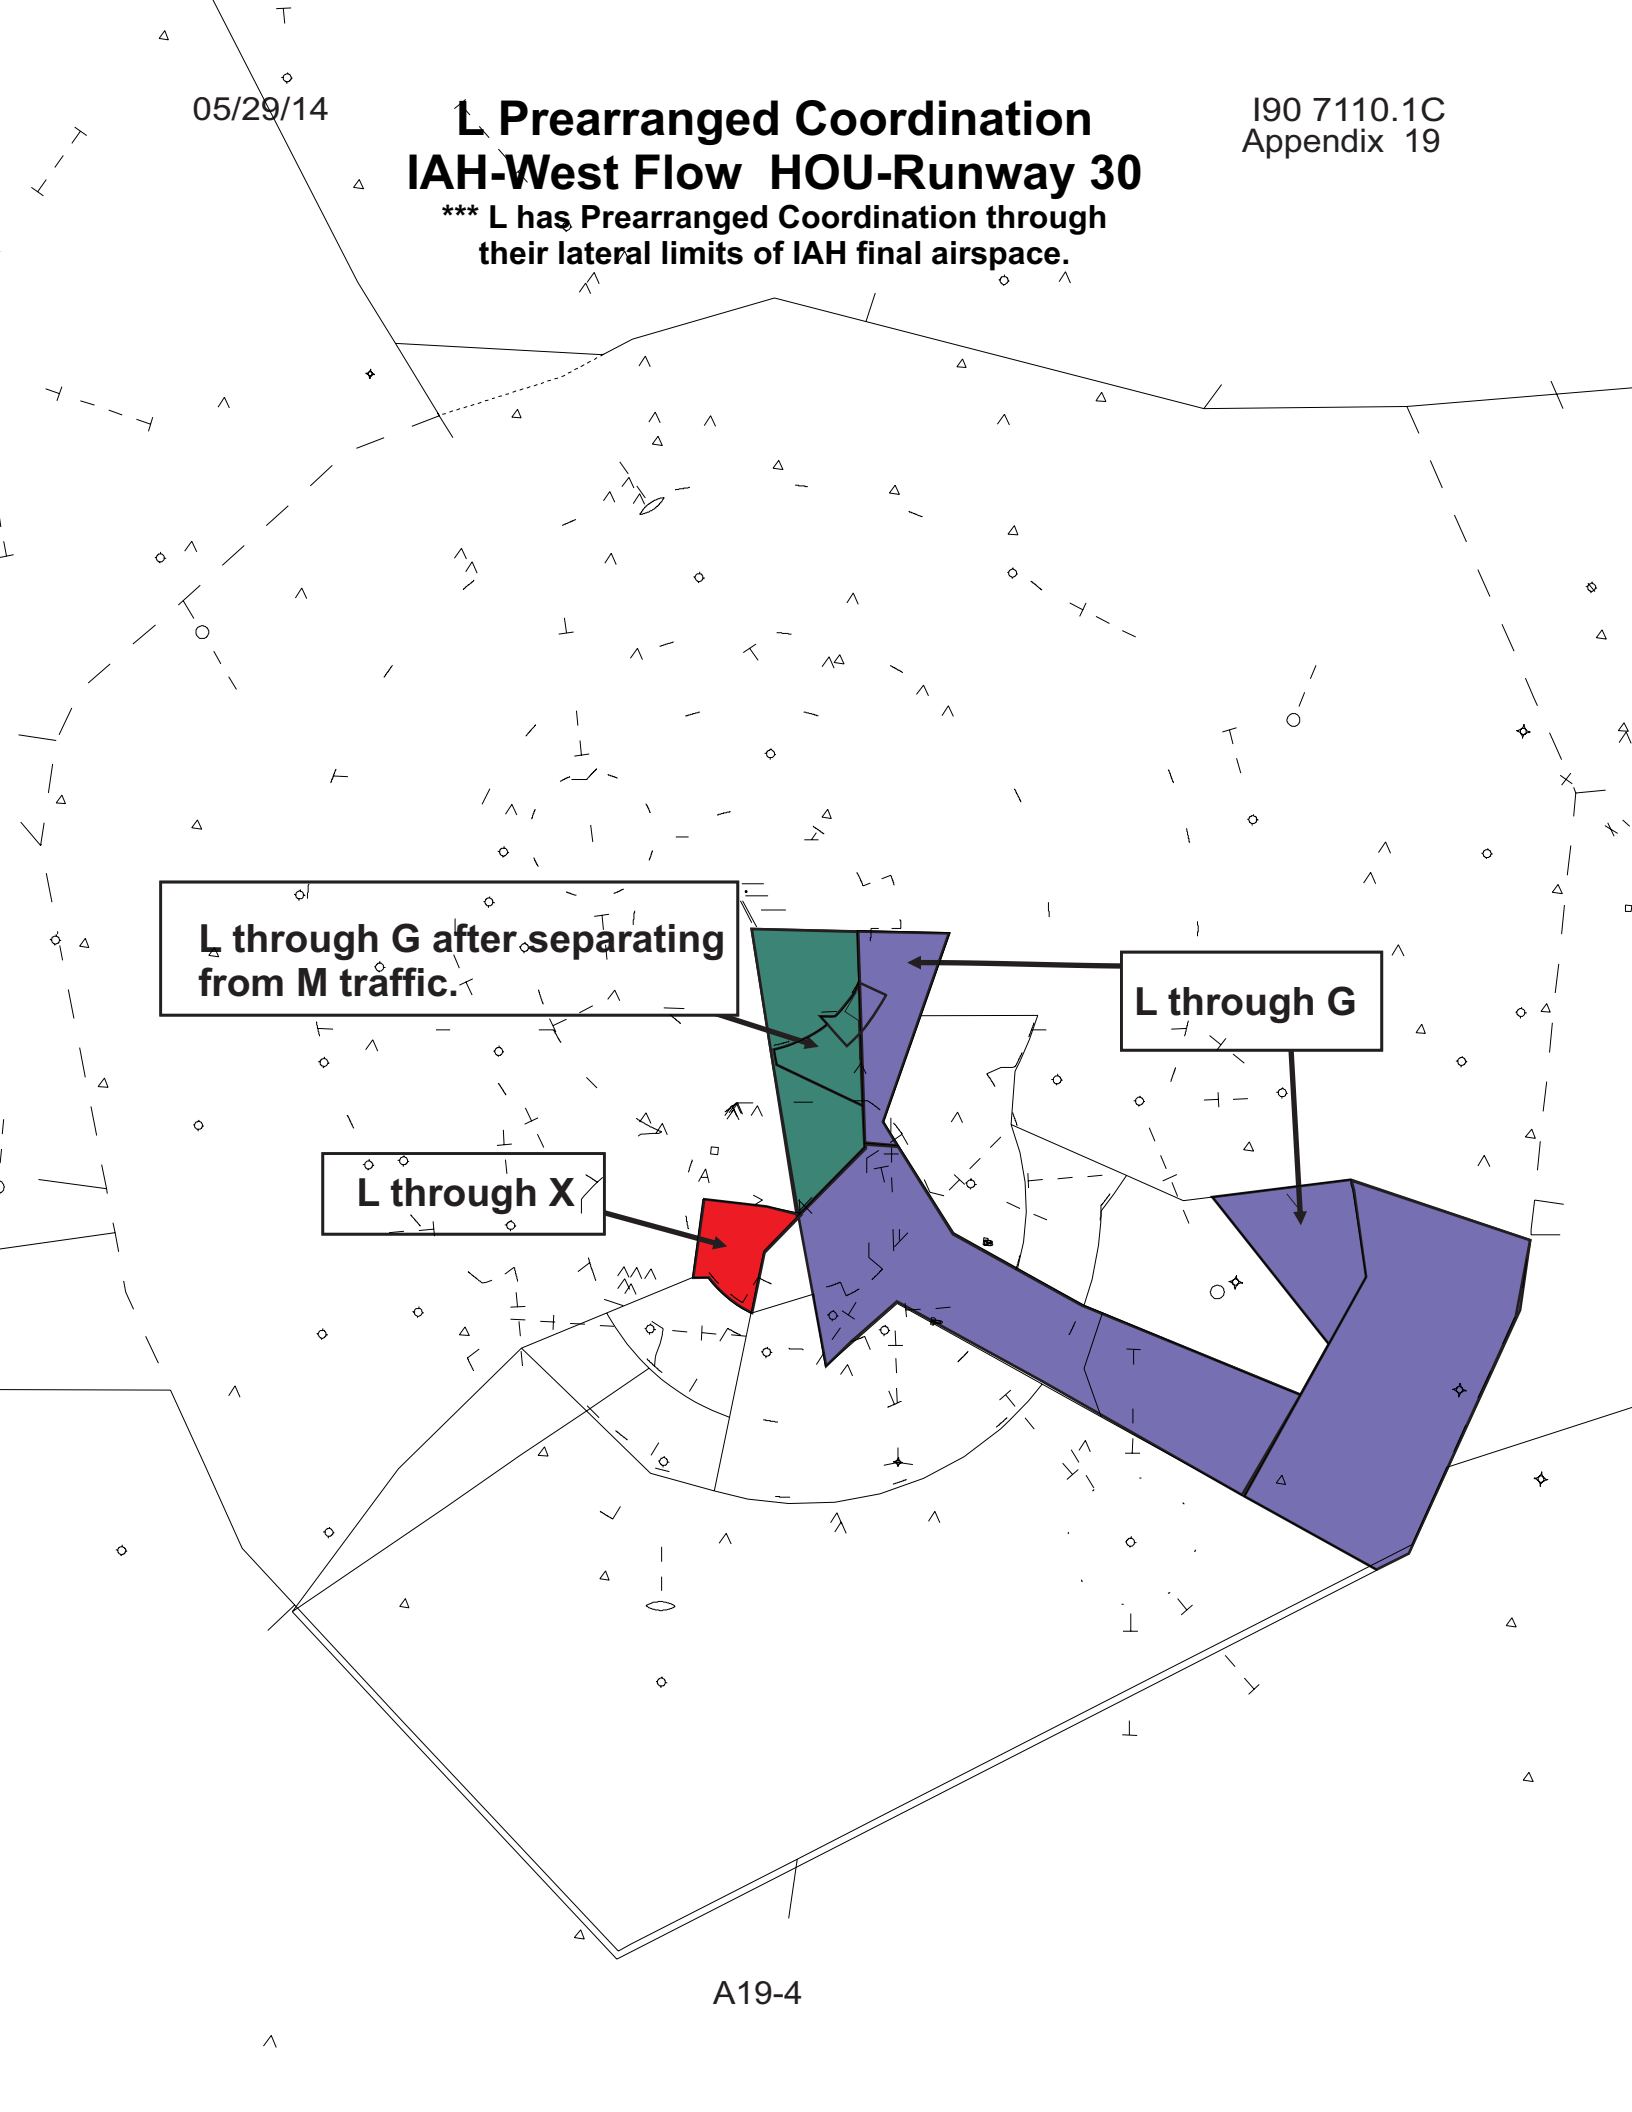 05/29/14
L Prearranged Coordination
IAH-West Flow HOU-Runway 30
*** L has Prearranged Coordination through
their lateral limits of IAH final airspace.
I90 7110.1C
Appendix 19
L through G after separating
from M traffic.
L through G
L through X
A19-4